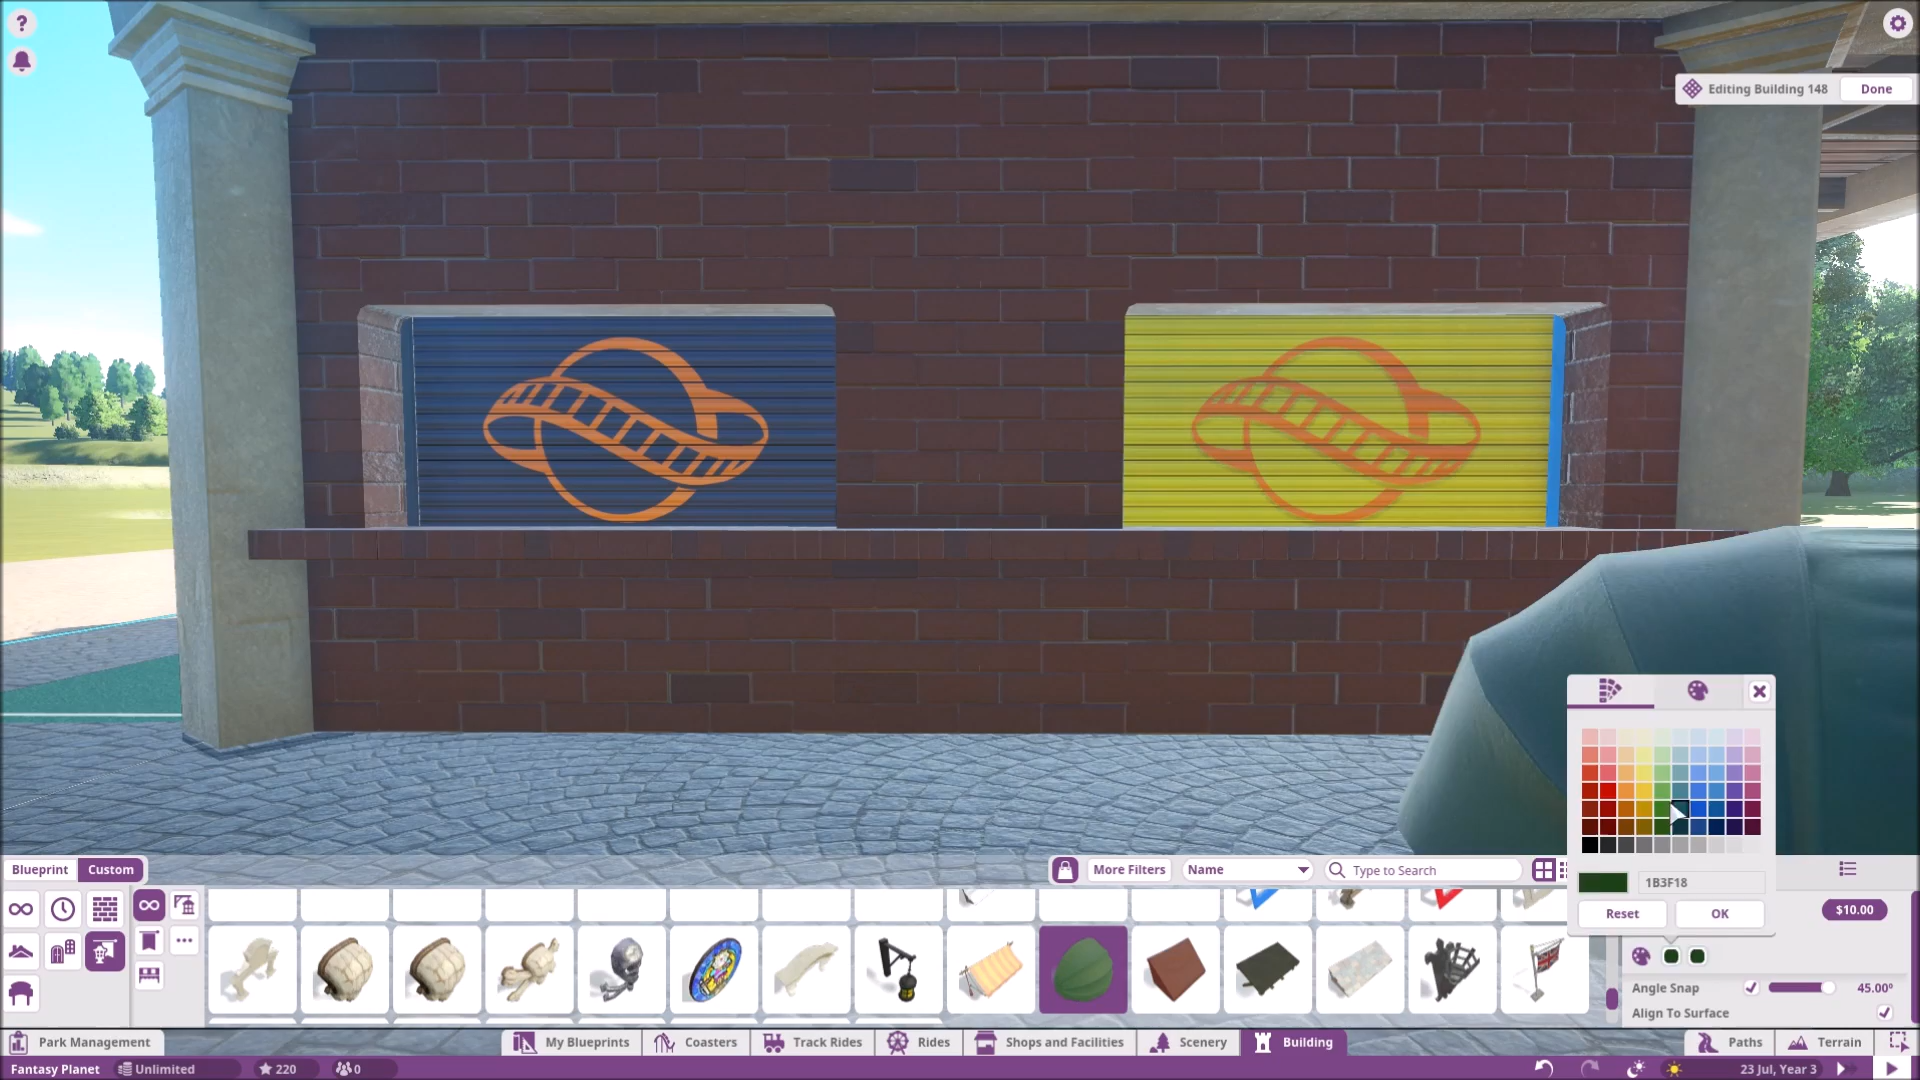 ?
Editing Building 148
Done
Blueprint
Custom
More Filters
Name
Type to Search
1B3F18
Reset
OK
$10.00
Angle Snap
45.00°
Align To Surface
Park Management
My Blueprints
Coasters
Track Rides
Rides
Shops and Facilities
Scenery
Building
Paths
Terrain
Fantasy Planet
Unlimited
220
0
23 Jul, Year 3